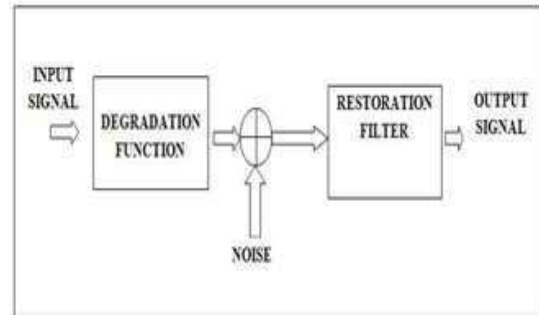 INPUT
SIGNAL
DEGRADATION
FUNCTION
NOISE
RESTORATION
FILTER
OUTPUT
SIGNAL